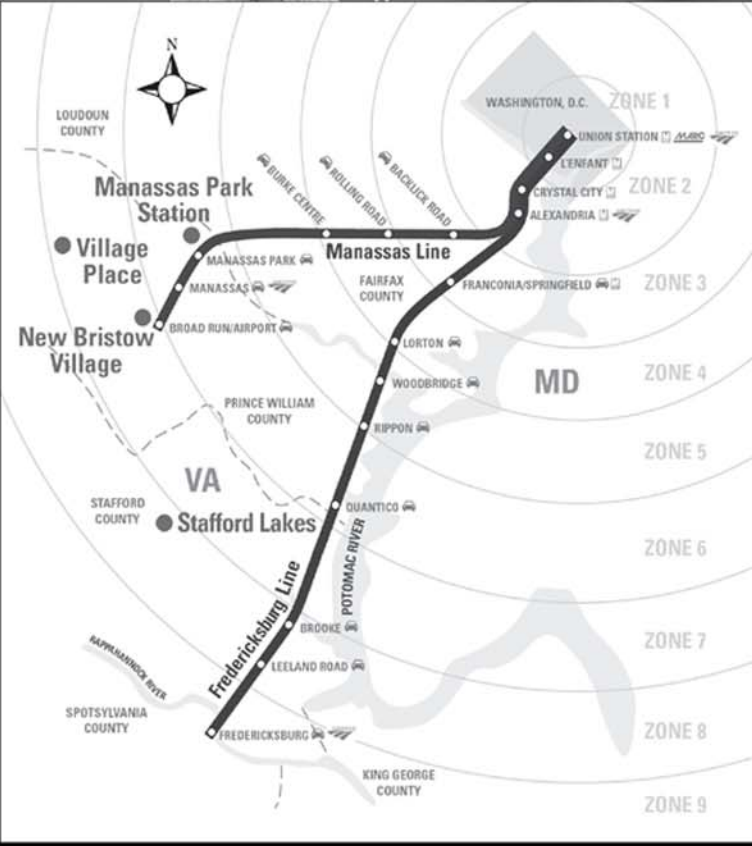 N
LOUDOUN
COUNTY
WASHINGTON, D.C.
ZONE 1
UNION STATION M MARC
L'ENFANT M
ZONE 2
CRYSTAL CITY M
ALEXANDRIA M
BURKE CENTRE
ROLLING ROAD
BACKLICK ROAD
Manassas Park
Station
Village
Place
Manassas Line
MANASSAS PARK
FAIRFAX
COUNTY
FRANCONIA/SPRINGFIELD M
ZONE 3
MANASSAS
New Bristow
Village
BROAD RUN/AIRPORT
LORTON
ZONE 4
WOODBRIDGE
MD
PRINCE WILLIAM
COUNTY
RIPPON
ZONE 5
VA
STAFFORD
COUNTY
Stafford Lakes
QUANTICO
POTOMAC RIVER
ZONE 6
Fredericksburg Line
BROOKE
ZONE 7
LEELAND ROAD
RAPPAHANNOCK RIVER
SPOTSYLVANIA
COUNTY
FREDERICKSBURG
ZONE 8
KING GEORGE
COUNTY
ZONE 9